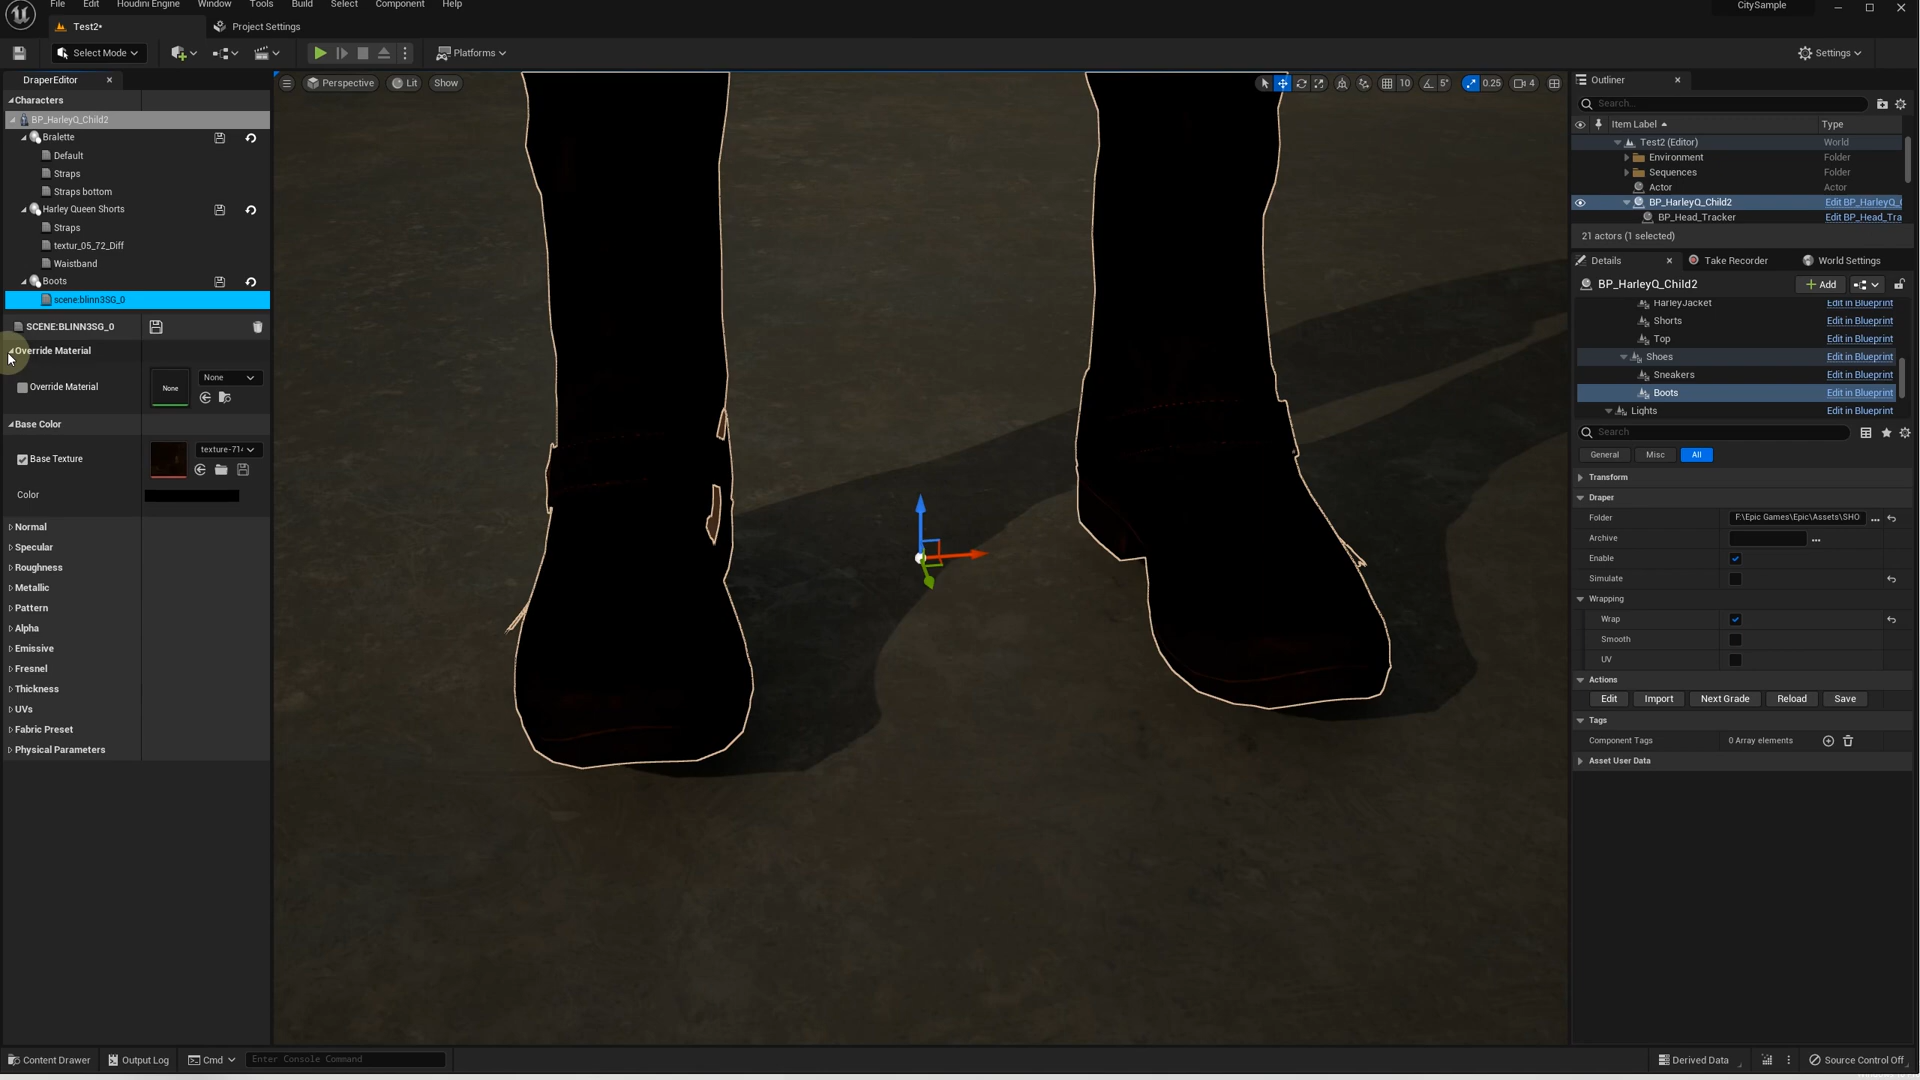 File Edit Houdini Engine Window Tools Build Select Component Help
CitySample
Test2*
Project Settings
Select Mode
Platforms
Settings
DraperEditor
Perspective
Lit
Show
10
5°
0.25
4
Outliner
Characters
BP_HarleyQ_Child2
Bralette
Default
Straps
Straps bottom
Harley Queen Shorts
Straps
textur_05_72_Diff
Waistband
Boots
scene:blinn3SG_0
SCENE:BLINN3SG_0
Override Material
Override Material
None
None
Base Color
Base Texture
texture-714
Color
Normal
Specular
Roughness
Metallic
Pattern
Alpha
Emissive
Fresnel
Thickness
UVs
Fabric Preset
Physical Parameters
Search...
Item Label
Type
Test2 (Editor)
World
Environment
Folder
Sequences
Folder
Actor
Actor
BP_HarleyQ_Child2
Edit BP_HarleyQ_(
BP_Head_Tracker
Edit BP_Head_Tra
21 actors (1 selected)
Details
Take Recorder
World Settings
BP_HarleyQ_Child2
Add
HarleyJacket
Edit in Blueprint
Shorts
Edit in Blueprint
Top
Edit in Blueprint
Shoes
Edit in Blueprint
Sneakers
Edit in Blueprint
Boots
Edit in Blueprint
Lights
Edit in Blueprint
Search
General
Misc
All
Transform
Draper
Folder
F:\Epic Games\Epic\Assets\SHO
Archive
Enable
Simulate
Wrapping
Wrap
Smooth
UV
Actions
Edit
Import
Next Grade
Reload
Save
Tags
Component Tags
0 Array elements
Asset User Data
Content Drawer
Output Log
Cmd
Enter Console Command
Derived Data
Source Control Off